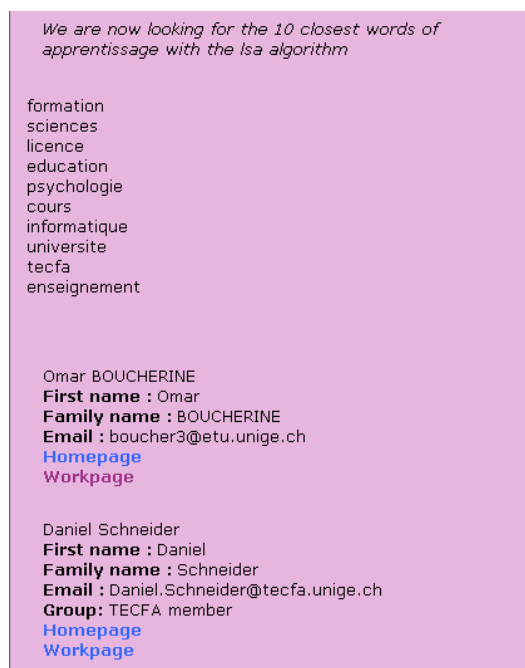 We are now looking for the 10 closest words of
apprentissage with the lsa algorithm
formation
sciences
licence
education
psychologie
cours
informatique
universite
tecfa
enseignement
Omar BOUCHERINE
First name : Omar
Family name : BOUCHERINE
Email : boucher3@etu.unige.ch
Homepage
Workpage
Daniel Schneider
First name : Daniel
Family name : Schneider
Email : Daniel.Schneider@tecfa.unige.ch
Group: TECFA member
Homepage
Workpage